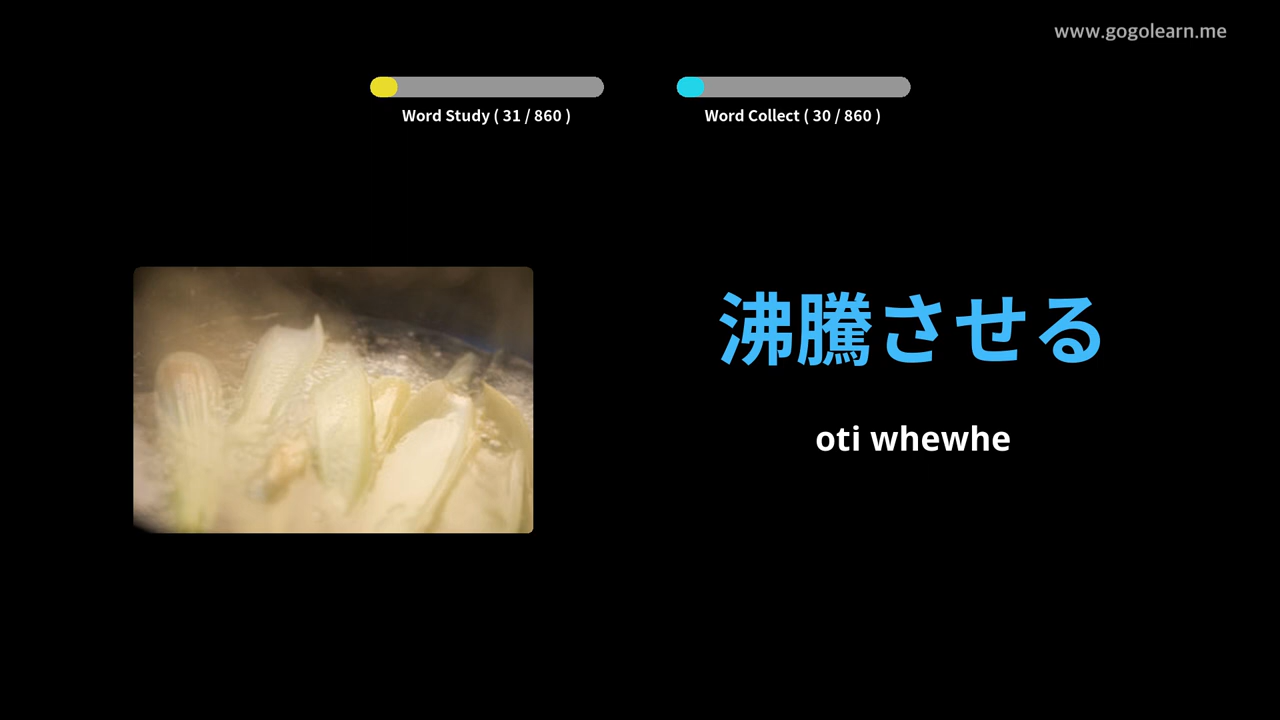 www.gogolearn.me
Word Study ( 31 / 860 )
Word Collect ( 30 / 860 )
沸騰させる
oti whewhe